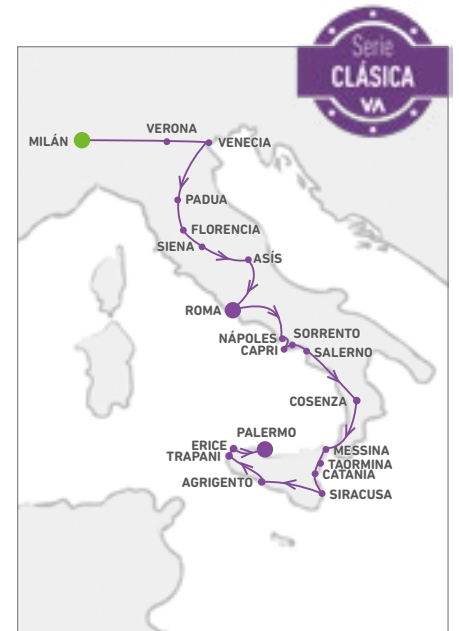 Serie
CLÁSICA
VA
MILÁN
VERONA
VENECIA
PADUA
FLORENCIA
SIENA
ASÍS
ROMA
NÁPOLES
SORRENTO
CAPRI
SALERNO
COSENZA
PALERMO
ERICE
TRAPANI
MESSINA
TAORMINA
CATANIA
AGRIGENTO
SIRACUSA